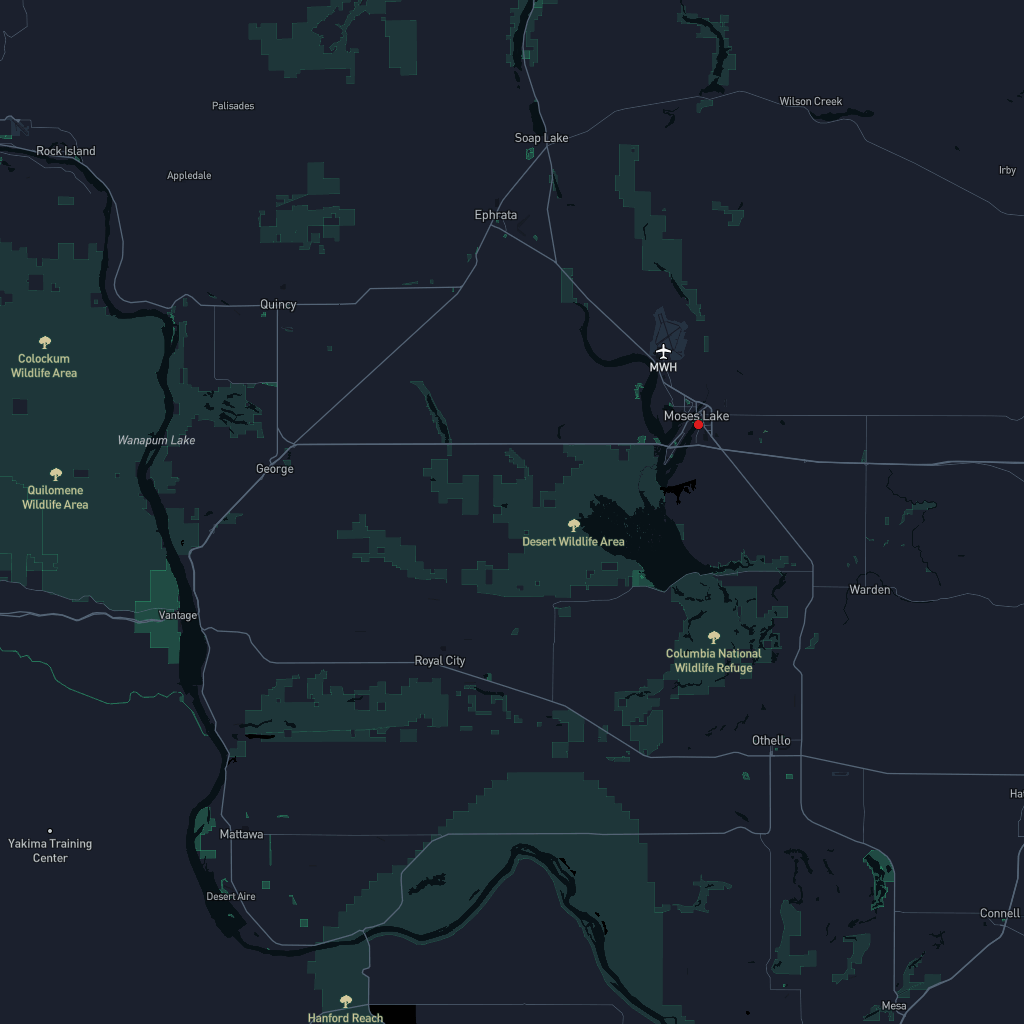 Palisades
Wilson Creek
Soap Lake
Rock Island
Irby
Appledale
Ephrata
Quincy
Colockum
Wildlife Area
MWH
Moses Lake
Wanapum Lake
George
Quilomene
Wildlife Area
Desert Wildlife Area
Warden
Vantage
Columbia National
Wildlife Refuge
Royal City
Othello
Hat
Mattawa
Yakima Training
Center
Desert Aire
Connell
Mesa
Hanford Reach